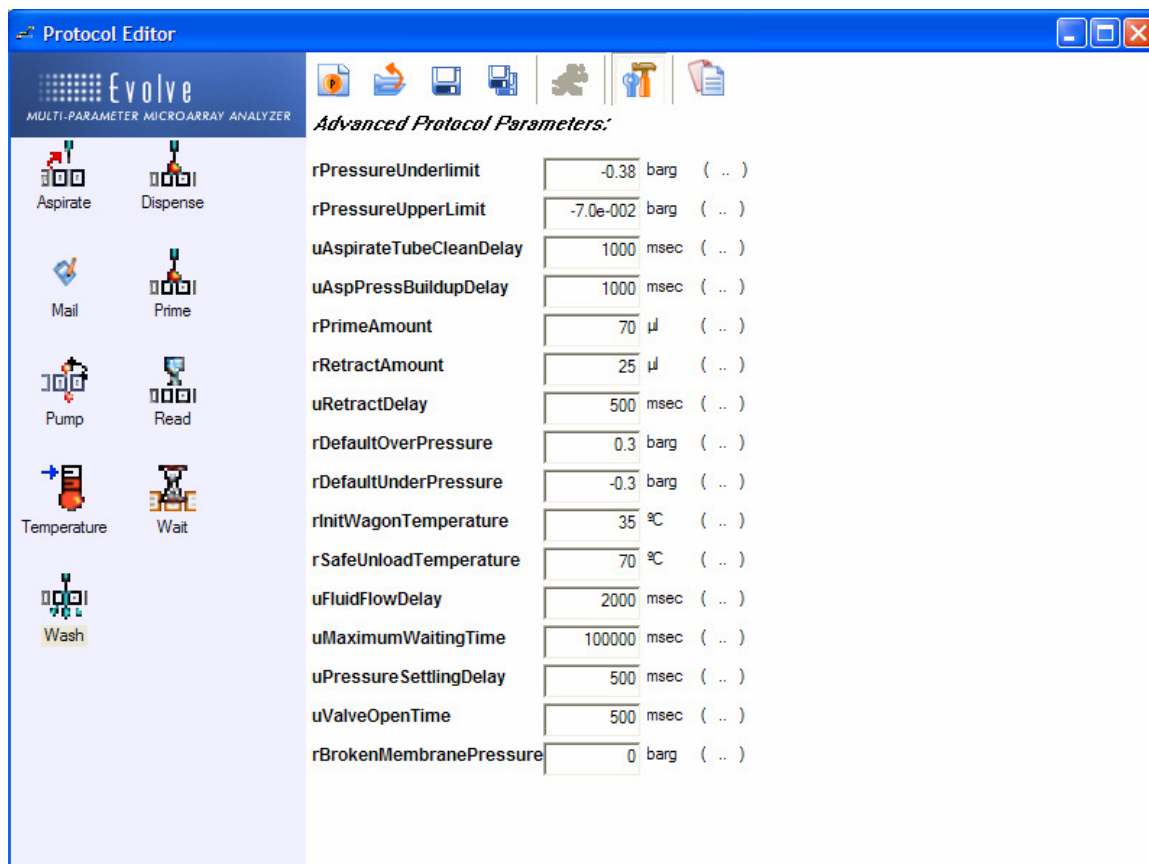 Protocol Editor
Evolve
MULTI-PARAMETER MICROARRAY ANALYZER
Aspirate
Dispense
Mail
Prime
Pump
Read
Temperature
Wait
Wash
P
Advanced Protocol Parameters:
rPressureUnderlimit -0.38 barg ( .. )
rPressureUpperLimit -7.0e-002 barg ( .. )
uAspirateTubeCleanDelay 1000 msec ( .. )
uAspPressBuildupDelay 1000 msec ( .. )
rPrimeAmount 70 µl ( .. )
rRetractAmount 25 µl ( .. )
uRetractDelay 500 msec ( .. )
rDefaultOverPressure 0.3 barg ( .. )
rDefaultUnderPressure -0.3 barg ( .. )
rInitWagonTemperature 35 ºC ( .. )
rSafeUnloadTemperature 70 ºC ( .. )
uFluidFlowDelay 2000 msec ( .. )
uMaximumWaitingTime 100000 msec ( .. )
uPressureSettlingDelay 500 msec ( .. )
uValveOpenTime 500 msec ( .. )
rBrokenMembranePressure 0 barg ( .. )